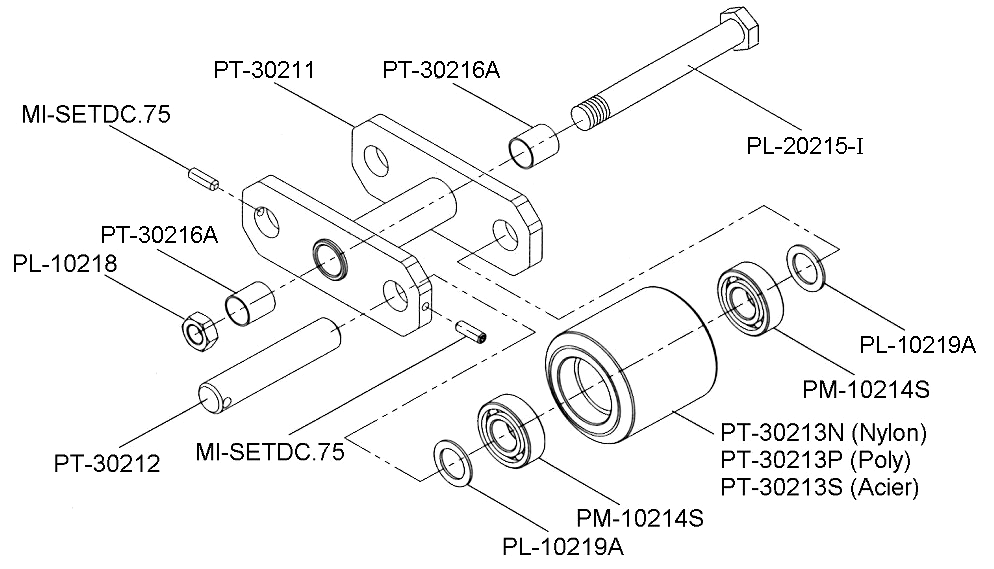 PT-30211
PT-30216A
MI-SETDC.75
PL-20215-I
PT-30216A
PL-10218
PL-10219A
PM-10214S
PT-30213N (Nylon)
PT-30213P (Poly)
PT-30213S (Acier)
MI-SETDC.75
PT-30212
PM-10214S
PL-10219A